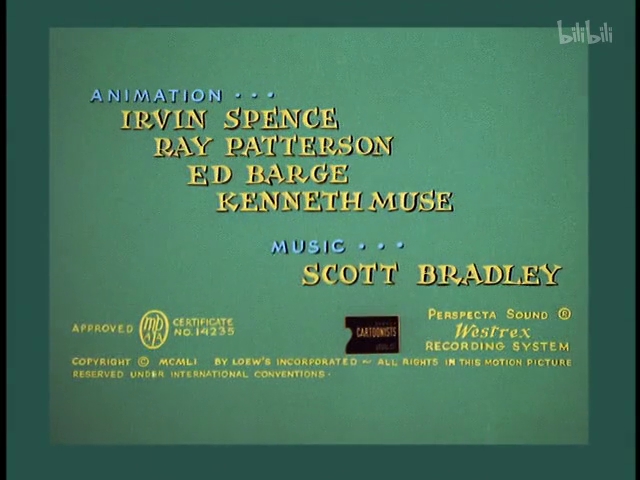 bilibili
ANIMATION · · ·
IRVIN SPENCE
RAY PATTERSON
ED BARGE
KENNETH MUSE
MUSIC · · ·
SCOTT BRADLEY
APPROVED
MPAA
CERTIFICATE
NO.14235
CARTOONISTS
PERSPECTA SOUND ©
Westrex
RECORDING SYSTEM
COPYRIGHT © MCMLI BY LOEW'S INCORPORATED ~ ALL RIGHTS IN THIS MOTION PICTURE
RESERVED UNDER INTERNATIONAL CONVENTIONS ·